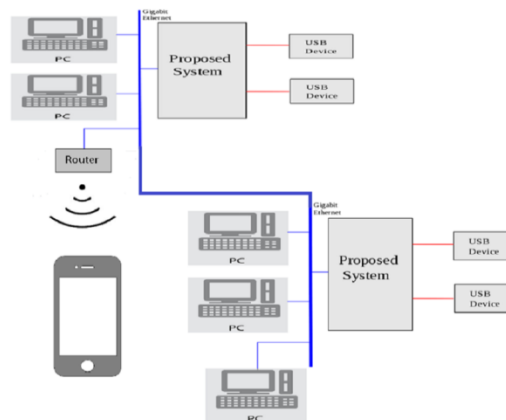 Gigabit
Ethernet
PC
Proposed
System
USB
Device
PC
USB
Device
Router
Gigabit
Ethernet
PC
Proposed
System
USB
Device
PC
USB
Device
PC